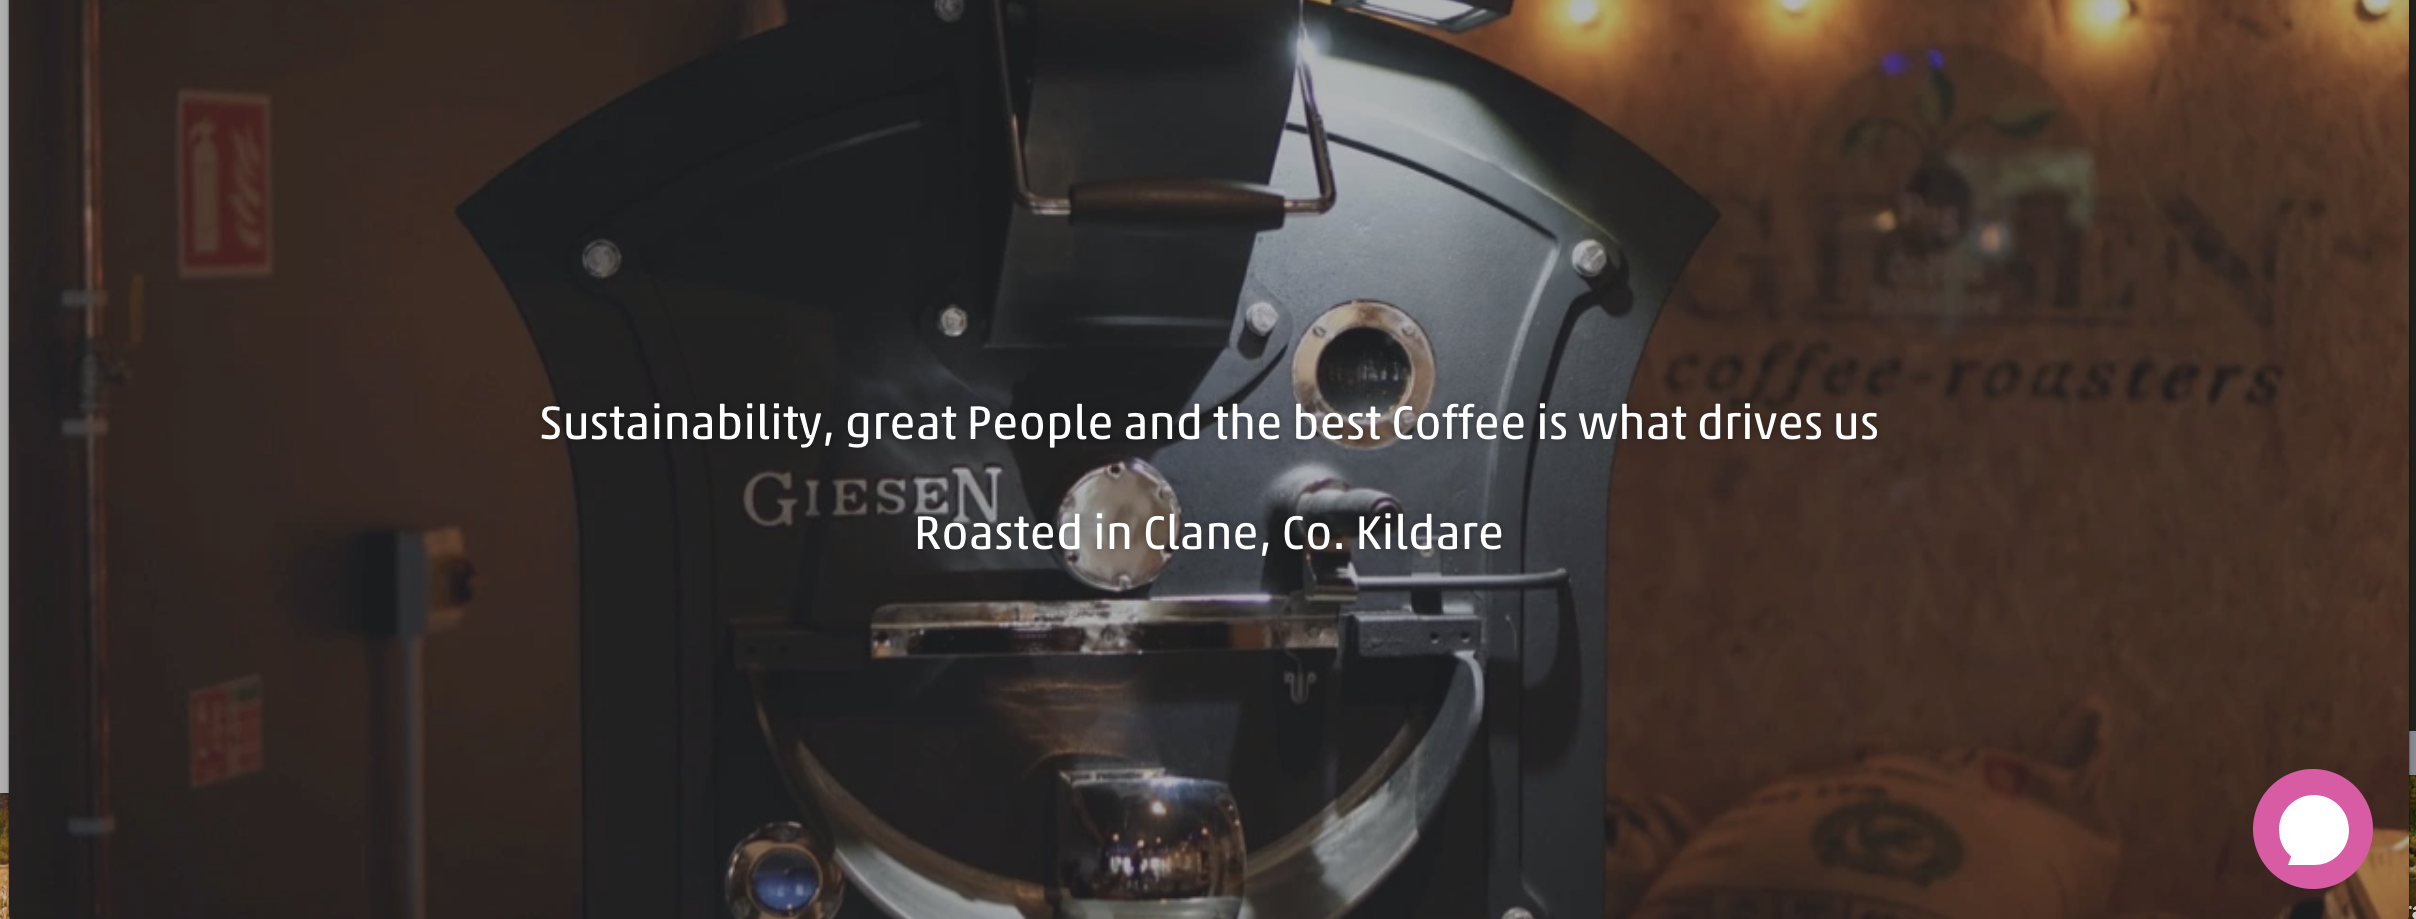 coffee-roasters
Sustainability, great People and the best Coffee is what drives us
GIESEN
Roasted in Clane, Co. Kildare